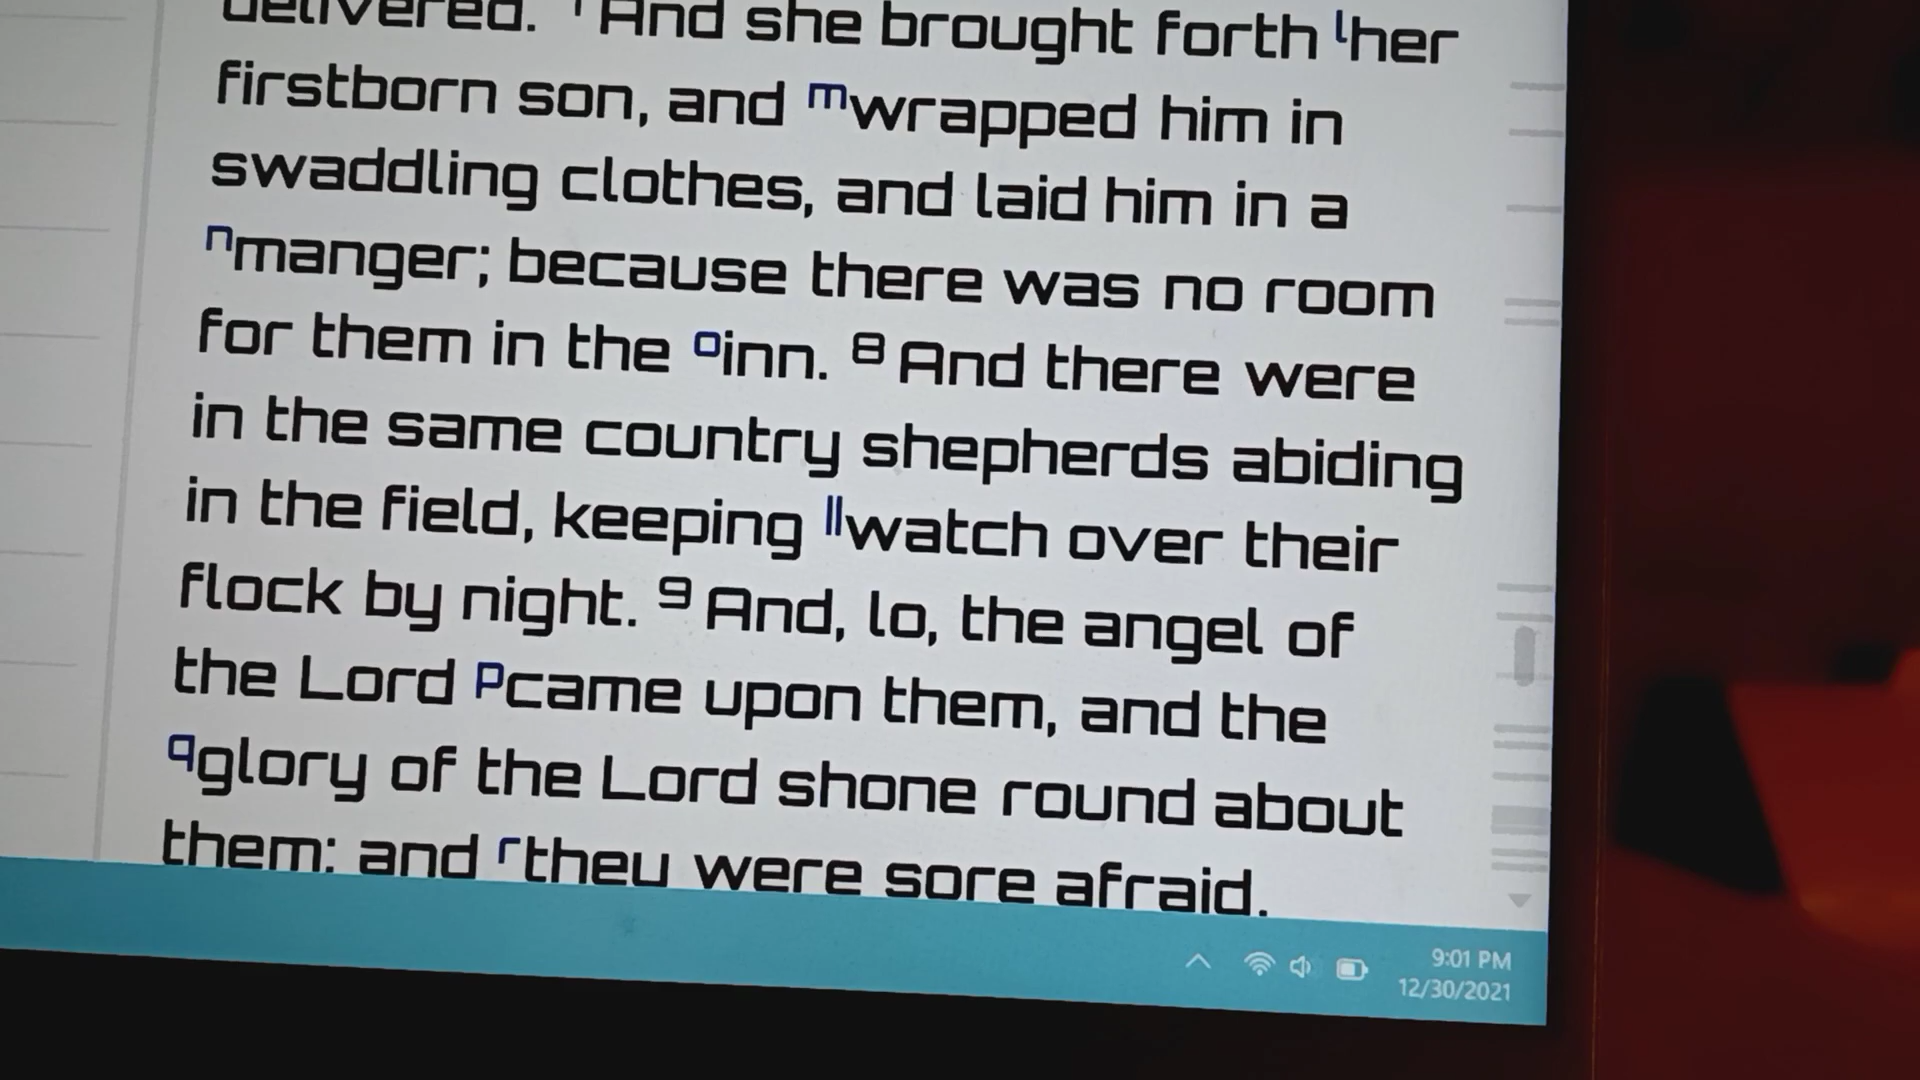 delivered. 7 And she brought forth l her
firstborn son, and m wrapped him in
swaddling clothes, and laid him in a
n manger; because there was no room
for them in the o inn. 8 And there were
in the same country shepherds abiding
in the field, keeping || watch over their
flock by night. 9 And, lo, the angel of
the Lord p came upon them, and the
q glory of the Lord shone round about
them: and r they were sore afraid.
9:01 PM
12/30/2021